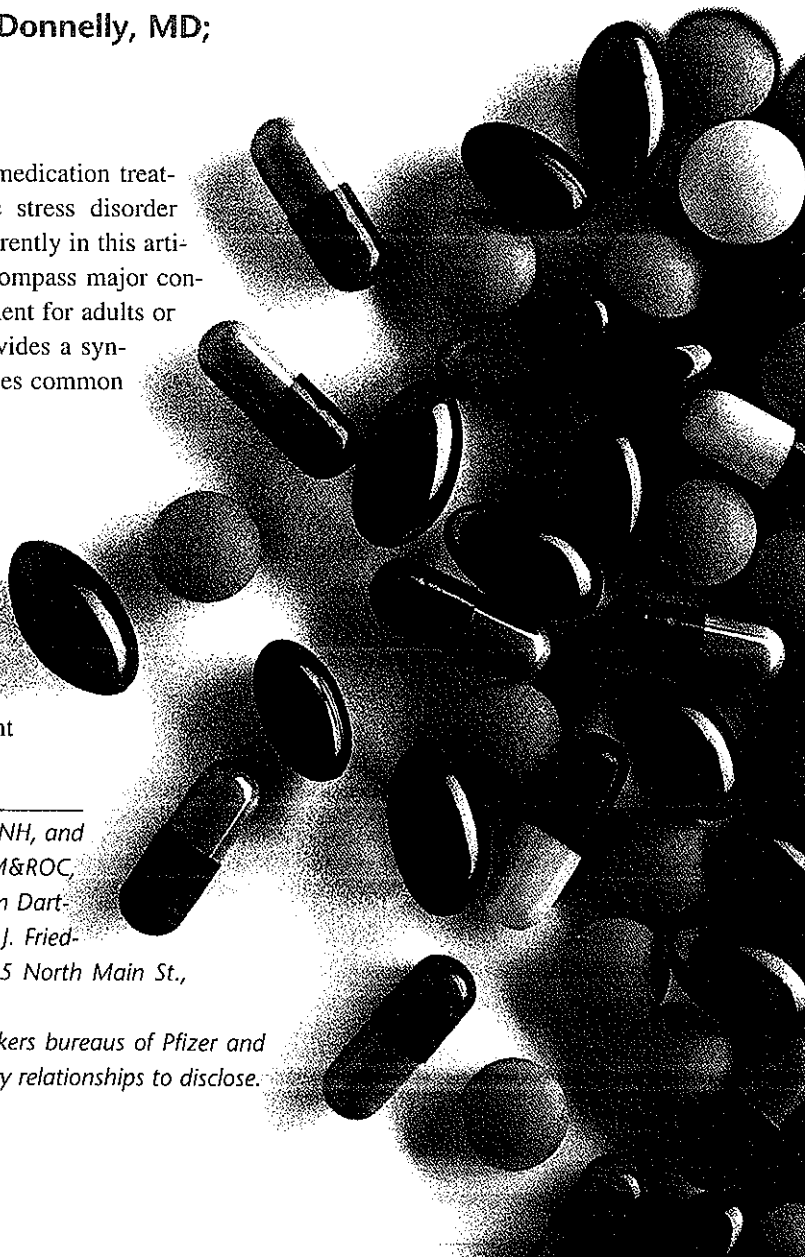 Donnelly, MD;
medication treat-
stress disorder
rently in this arti-
ompass major con-
ent for adults or
vides a syn-
es common
nt
NH, and
M&ROC,
n Dart-
J. Fried-
5 North Main St.,
kers bureaus of Pfizer and
y relationships to disclose.